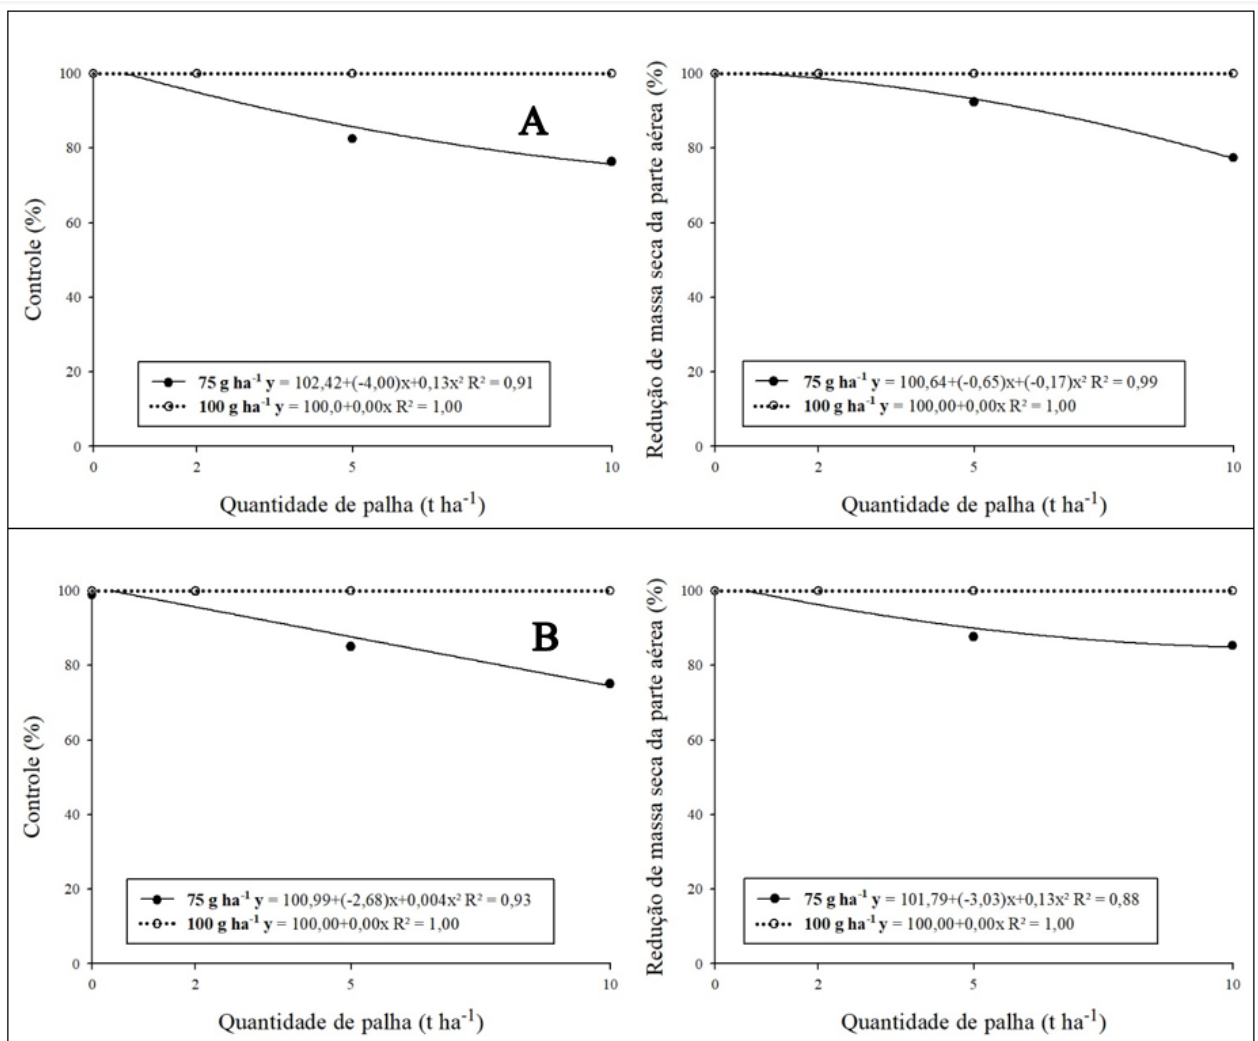 100
80
60
40
20
0
Controle (%)
A
75 g ha⁻¹ y = 102,42+(-4,00)x+0,13x² R² = 0,91
100 g ha⁻¹ y = 100,0+0,00x R² = 1,00
0 2 5 10
Quantidade de palha (t ha⁻¹)
100
80
60
40
20
0
Redução de massa seca da parte aérea (%)
75 g ha⁻¹ y = 100,64+(-0,65)x+(-0,17)x² R² = 0,99
100 g ha⁻¹ y = 100,00+0,00x R² = 1,00
0 2 5 10
Quantidade de palha (t ha⁻¹)
100
80
60
40
20
0
Controle (%)
B
75 g ha⁻¹ y = 100,99+(-2,68)x+0,004x² R² = 0,93
100 g ha⁻¹ y = 100,00+0,00x R² = 1,00
0 2 5 10
Quantidade de palha (t ha⁻¹)
100
80
60
40
20
0
Redução de massa seca da parte aérea (%)
75 g ha⁻¹ y = 101,79+(-3,03)x+0,13x² R² = 0,88
100 g ha⁻¹ y = 100,00+0,00x R² = 1,00
0 2 5 10
Quantidade de palha (t ha⁻¹)